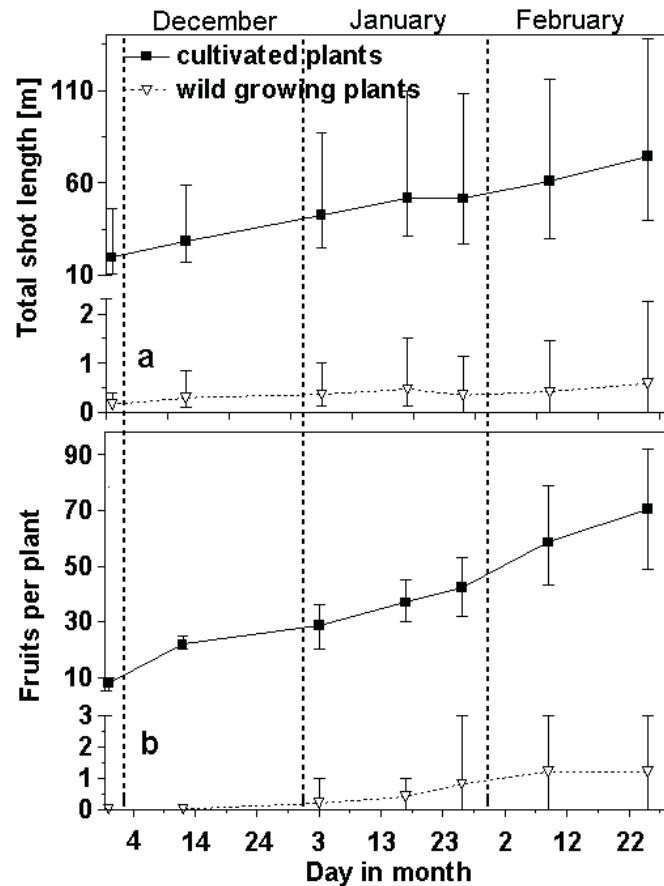 December January February
cultivated plants
wild growing plants
Total shot length [m]
110
60
10
2
1
0
a
Fruits per plant
90
70
50
30
10
3
2
1
0
b
4 14 24 3 13 23 2 12 22
Day in month